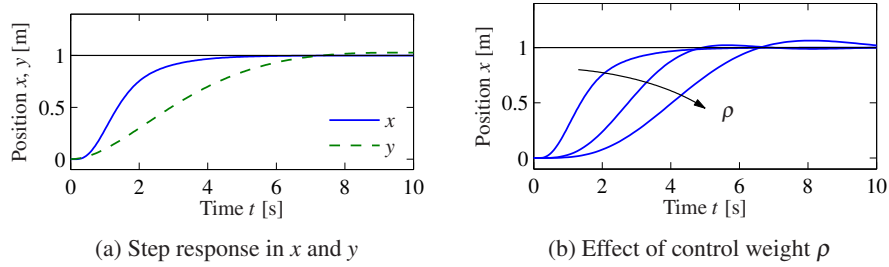 Position x, y [m]
1
0.5
0
x
y
0 2 4 6 8 10
Time t [s]
(a) Step response in x and y
Position x [m]
1
0.5
0
ρ
0 2 4 6 8 10
Time t [s]
(b) Effect of control weight ρ